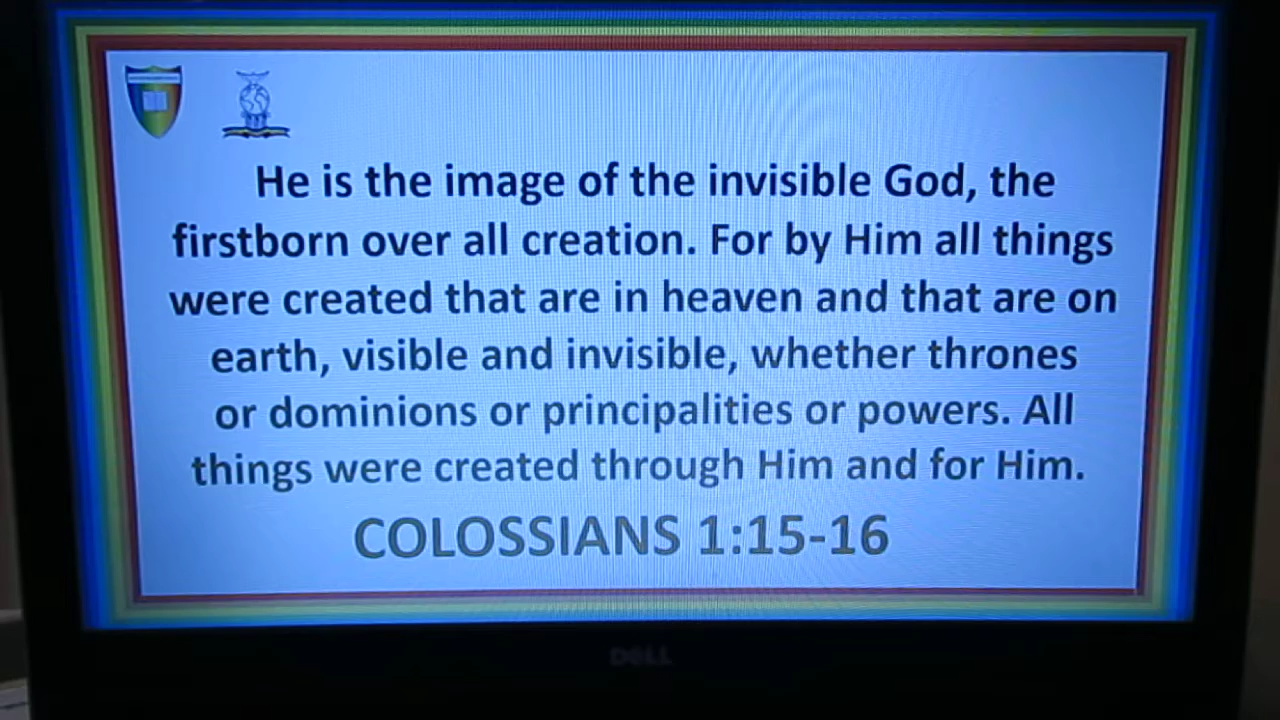 He is the image of the invisible God, the
firstborn over all creation. For by Him all things
were created that are in heaven and that are on
earth, visible and invisible, whether thrones
or dominions or principalities or powers. All
things were created through Him and for Him.
COLOSSIANS 1:15-16
DELL